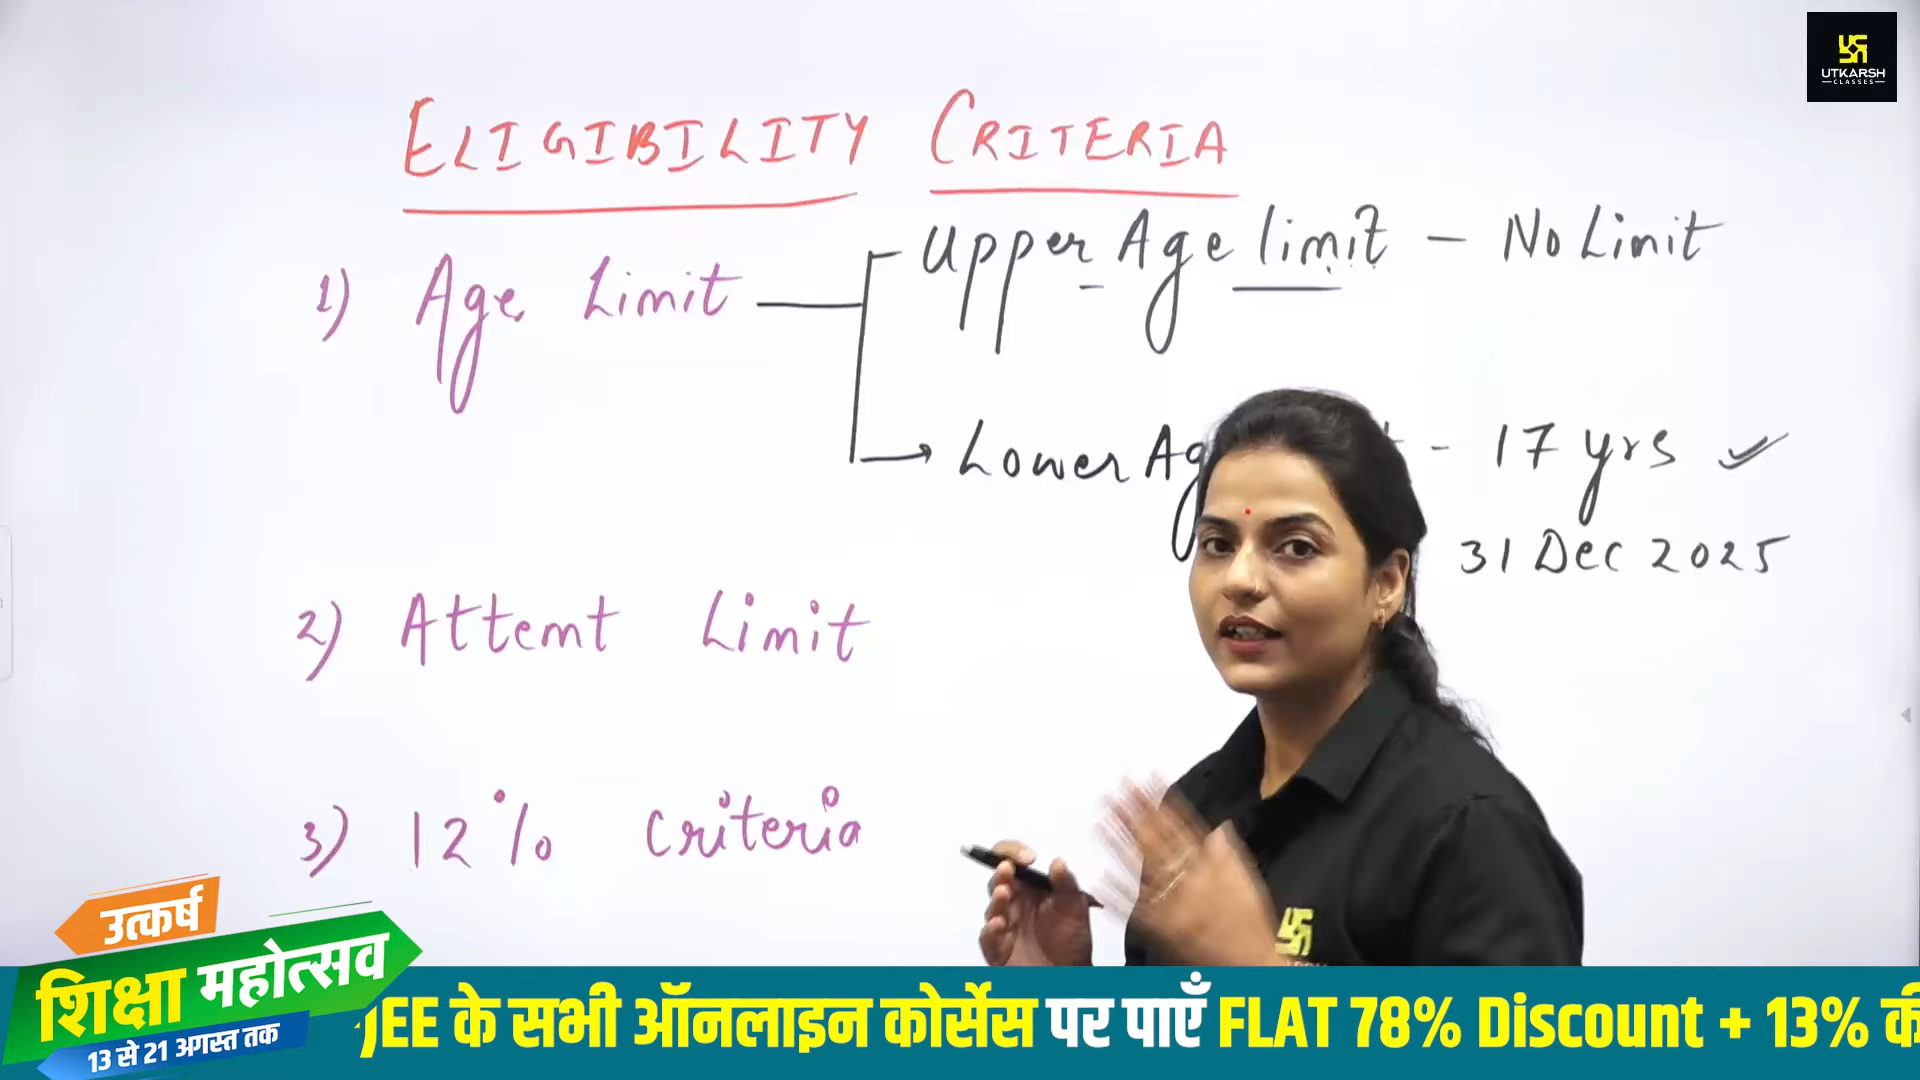 UTKARSH
CLASSES
ELIGIBILITY CRITERIA
1) Age Limit
Upper Age limit - No Limit
Lower Ag - 17 yrs
31 Dec 2025
2) Attemt Limit
3) 12% criteria
उत्कर्ष
शिक्षा महोत्सव
13 से 21 अगस्त तक
JEE के सभी ऑनलाइन कोर्सेस पर पाएँ FLAT 78% Discount + 13% की